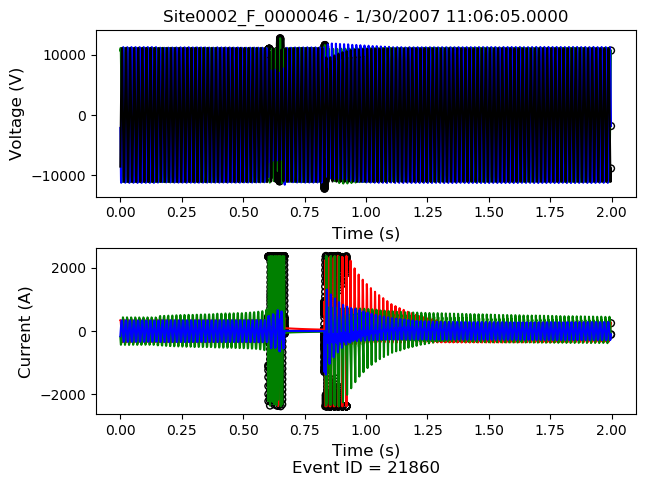 Site0002_F_0000046 - 1/30/2007 11:06:05.0000
10000
0
−10000
Voltage (V)
0.00 0.25 0.50 0.75 1.00 1.25 1.50 1.75 2.00
Time (s)
2000
0
−2000
Current (A)
0.00 0.25 0.50 0.75 1.00 1.25 1.50 1.75 2.00
Time (s)
Event ID = 21860